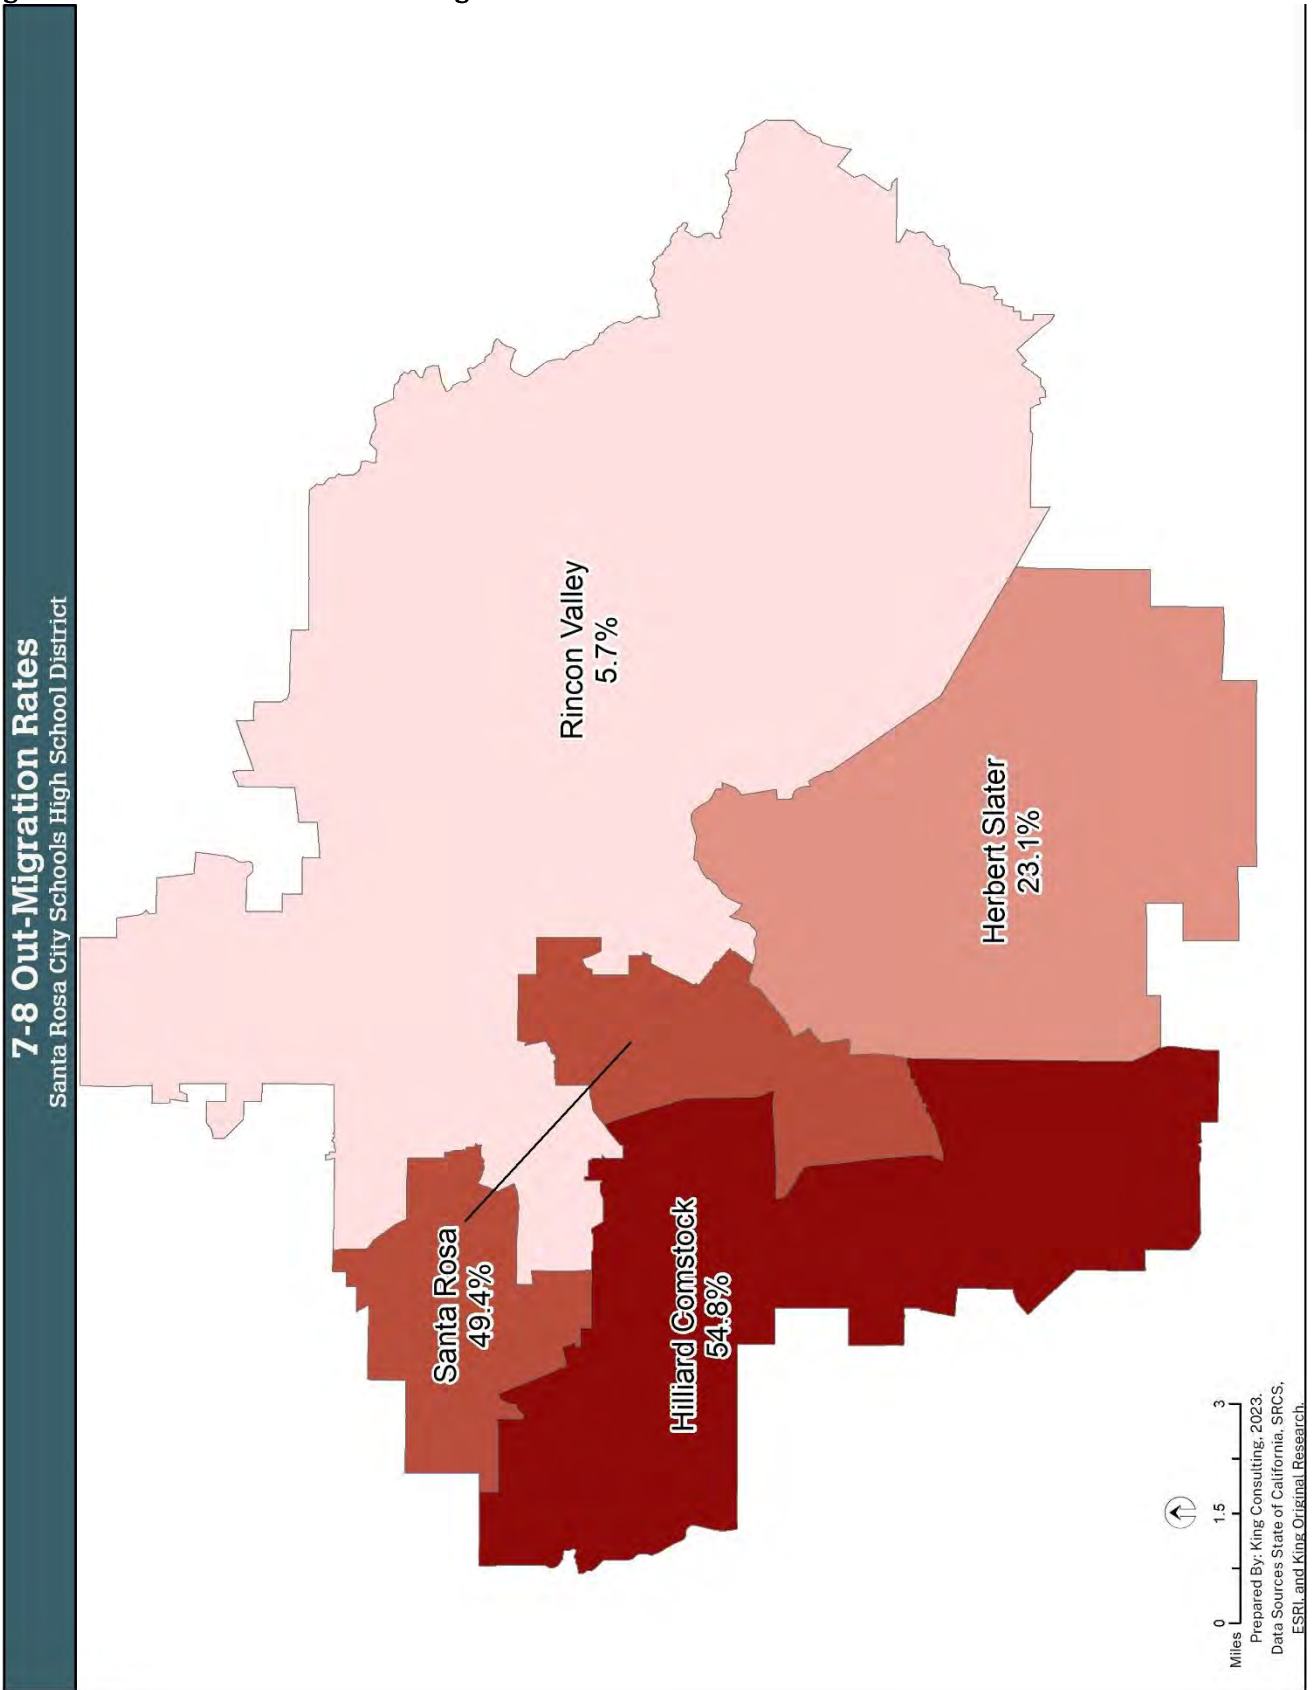 7-8 Out-Migration Rates
Santa Rosa City Schools High School District
Santa Rosa
49.4%
Rincon Valley
5.7%
Hilliard Comstock
54.8%
Herbert Slater
23.1%
Miles
0 1.5 3
Prepared By: King Consulting, 2023.
Data Sources State of California, SRCS,
ESRI, and King Original Research.